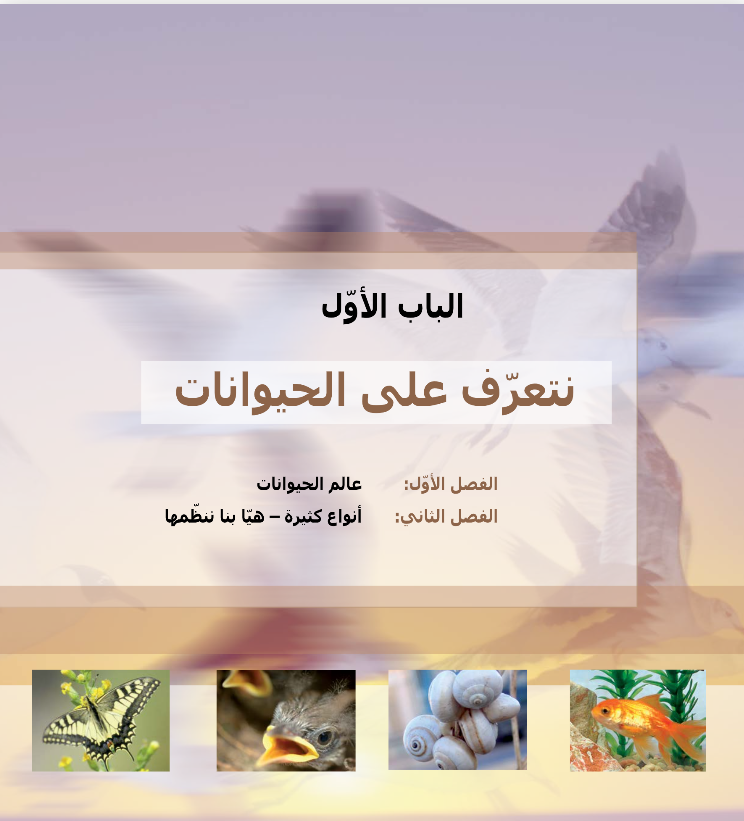 الباب الأوّل
نتعرّف على الحيوانات
الفصل الأوّل: عالم الحيوانات
الفصل الثاني: أنواع كثيرة – هيّا بنا ننظّمها